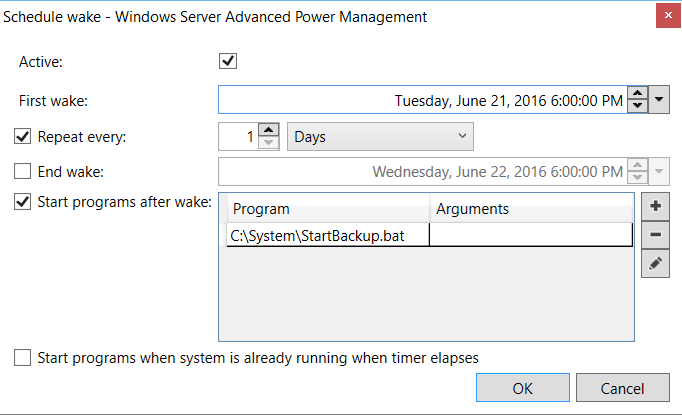 Schedule wake - Windows Server Advanced Power Management
Active:
First wake: Tuesday, June 21, 2016 6:00:00 PM
Repeat every: 1 Days
End wake: Wednesday, June 22, 2016 6:00:00 PM
Start programs after wake: Program Arguments
C:\System\StartBackup.bat
Start programs when system is already running when timer elapses
OK Cancel